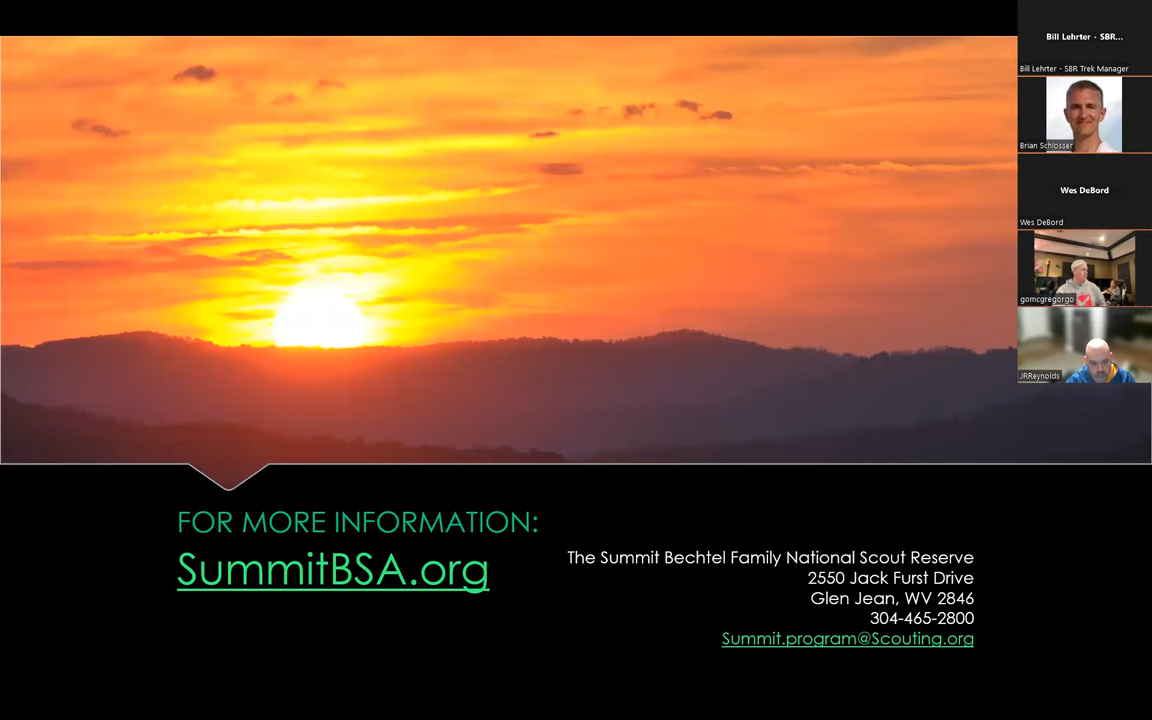 Bill Lehrter - SBR...
Bill Lehrter - SBR Trek Manager
Brian Schlosser
Wes DeBord
Wes DeBord
gomcgregorgo
JRReynolds
FOR MORE INFORMATION:
SummitBSA.org
The Summit Bechtel Family National Scout Reserve
2550 Jack Furst Drive
Glen Jean, WV 2846
304-465-2800
Summit.program@Scouting.org